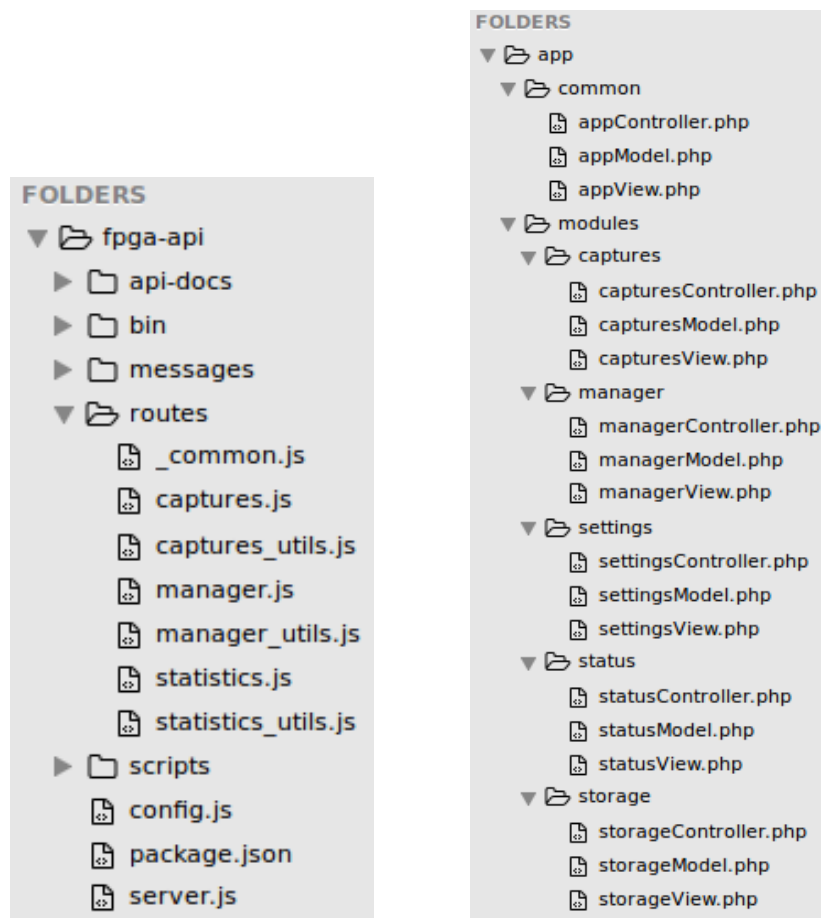 FOLDERS
fpga-api
api-docs
bin
messages
routes
_common.js
captures.js
captures_utils.js
manager.js
manager_utils.js
statistics.js
statistics_utils.js
scripts
config.js
package.json
server.js
FOLDERS
app
common
appController.php
appModel.php
appView.php
modules
captures
capturesController.php
capturesModel.php
capturesView.php
manager
managerController.php
managerModel.php
managerView.php
settings
settingsController.php
settingsModel.php
settingsView.php
status
statusController.php
statusModel.php
statusView.php
storage
storageController.php
storageModel.php
storageView.php